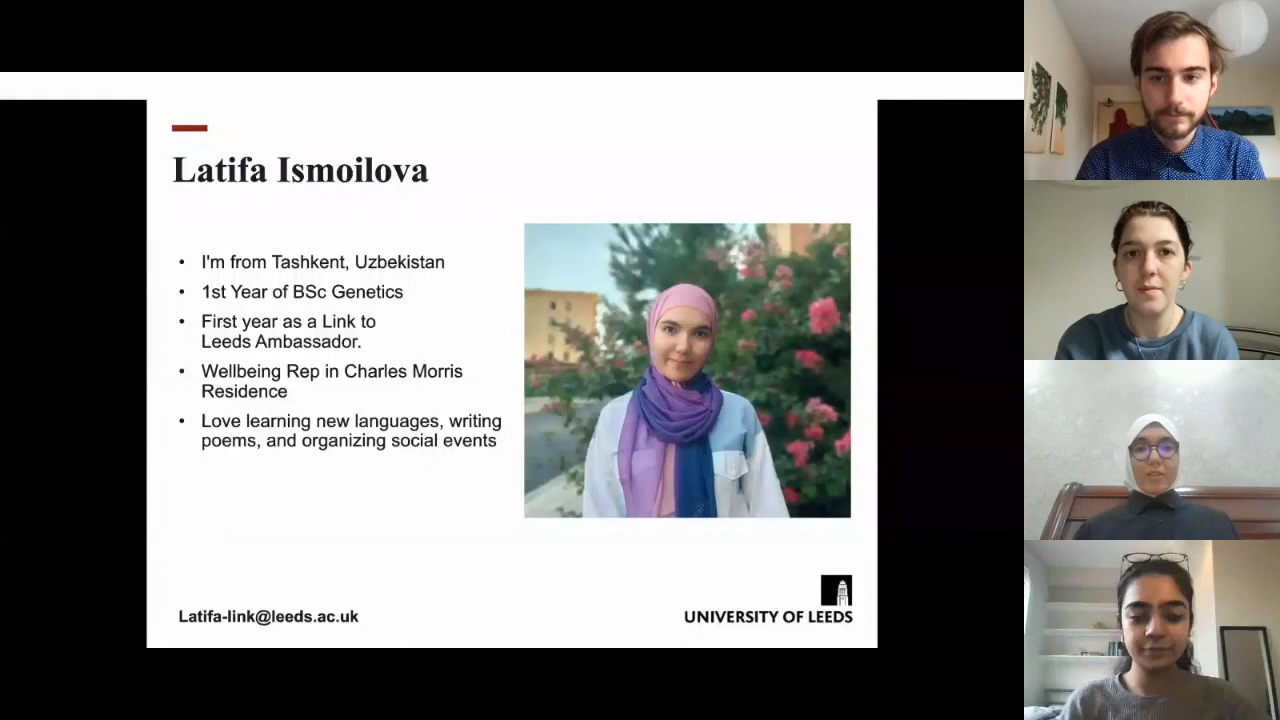 Latifa Ismoilova
• I'm from Tashkent, Uzbekistan
• 1st Year of BSc Genetics
• First year as a Link to
Leeds Ambassador.
• Wellbeing Rep in Charles Morris
Residence
• Love learning new languages, writing
poems, and organizing social events
Latifa-link@leeds.ac.uk
UNIVERSITY OF LEEDS